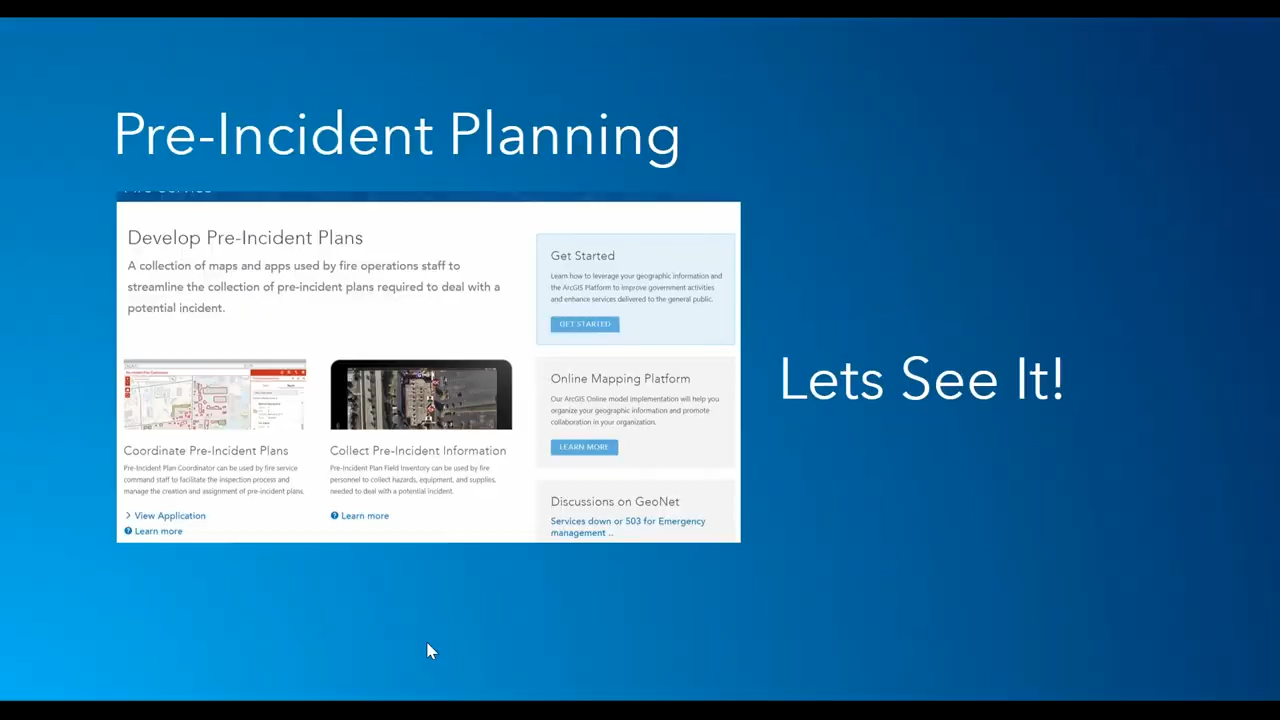 Pre-Incident Planning
Fire Service
Develop Pre-Incident Plans
A collection of maps and apps used by fire operations staff to
streamline the collection of pre-incident plans required to deal with a
potential incident.
Coordinate Pre-Incident Plans
Pre-Incident Plan Coordinator can be used by fire service
command staff to facilitate the inspection process and
manage the creation and assignment of pre-incident plans.
View Application
Learn more
Collect Pre-Incident Information
Pre-Incident Plan Field Inventory can be used by fire
personnel to collect hazards, equipment, and supplies,
needed to deal with a potential incident.
Learn more
Get Started
Learn how to leverage your geographic information and
the ArcGIS Platform to improve government activities
and enhance services delivered to the general public.
GET STARTED
Online Mapping Platform
Our ArcGIS Online model implementation will help you
organize your geographic information and promote
collaboration in your organization.
LEARN MORE
Discussions on GeoNet
Services down or 503 for Emergency
management ..
Lets See It!